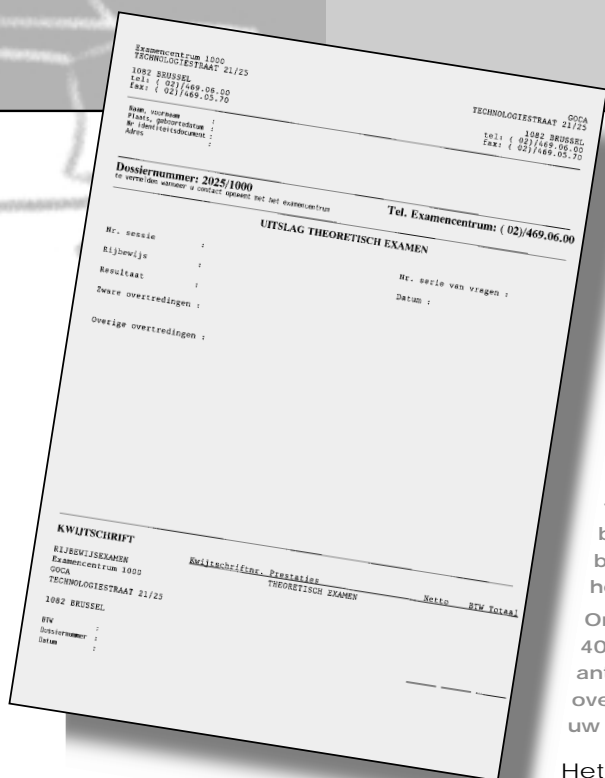 Examencentrum 1000
TECHNOLOGIESTRAAT 21/25
1082 BRUSSEL
tel: ( 02)/469.06.00
fax: ( 02)/469.05.70
GOCA
TECHNOLOGIESTRAAT 21/25
1082 BRUSSEL
tel: ( 02)/469.06.00
fax: ( 02)/469.05.70
Naam, voornaam :
Plaats, geboortedatum :
Nr identiteitsdocument :
Adres :
Dossiernummer: 2025/1000
te vermelden wanneer u contact opneemt met het examencentrum
Tel. Examencentrum: ( 02)/469.06.00
UITSLAG THEORETISCH EXAMEN
Nr. sessie :
Nr. serie van vragen :
Rijbewijs :
Datum :
Resultaat :
Zware overtredingen :
Overige overtredingen :
KWIJTSCHRIFT
RIJBEWIJSEXAMEN
Examencentrum 1000
GOCA
TECHNOLOGIESTRAAT 21/25
1082 BRUSSEL
Kwijtschriftnr. Prestaties Netto BTW Totaal
THEORETISCH EXAMEN
BTW :
Dossiernummer :
Datum :
40
uw
Het